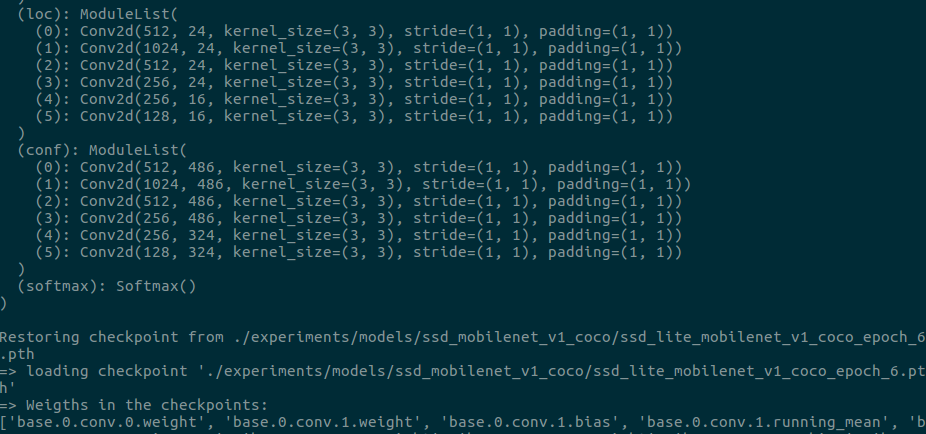 )
(loc): ModuleList(
(0): Conv2d(512, 24, kernel_size=(3, 3), stride=(1, 1), padding=(1, 1))
(1): Conv2d(1024, 24, kernel_size=(3, 3), stride=(1, 1), padding=(1, 1))
(2): Conv2d(512, 24, kernel_size=(3, 3), stride=(1, 1), padding=(1, 1))
(3): Conv2d(256, 24, kernel_size=(3, 3), stride=(1, 1), padding=(1, 1))
(4): Conv2d(256, 16, kernel_size=(3, 3), stride=(1, 1), padding=(1, 1))
(5): Conv2d(128, 16, kernel_size=(3, 3), stride=(1, 1), padding=(1, 1))
)
(conf): ModuleList(
(0): Conv2d(512, 486, kernel_size=(3, 3), stride=(1, 1), padding=(1, 1))
(1): Conv2d(1024, 486, kernel_size=(3, 3), stride=(1, 1), padding=(1, 1))
(2): Conv2d(512, 486, kernel_size=(3, 3), stride=(1, 1), padding=(1, 1))
(3): Conv2d(256, 486, kernel_size=(3, 3), stride=(1, 1), padding=(1, 1))
(4): Conv2d(256, 324, kernel_size=(3, 3), stride=(1, 1), padding=(1, 1))
(5): Conv2d(128, 324, kernel_size=(3, 3), stride=(1, 1), padding=(1, 1))
)
(softmax): Softmax()
)
Restoring checkpoint from ./experiments/models/ssd_mobilenet_v1_coco/ssd_lite_mobilenet_v1_coco_epoch_6
.pth
=> loading checkpoint './experiments/models/ssd_mobilenet_v1_coco/ssd_lite_mobilenet_v1_coco_epoch_6.pt
h'
=> Weigths in the checkpoints:
['base.0.conv.0.weight', 'base.0.conv.1.weight', 'base.0.conv.1.bias', 'base.0.conv.1.running_mean', 'b